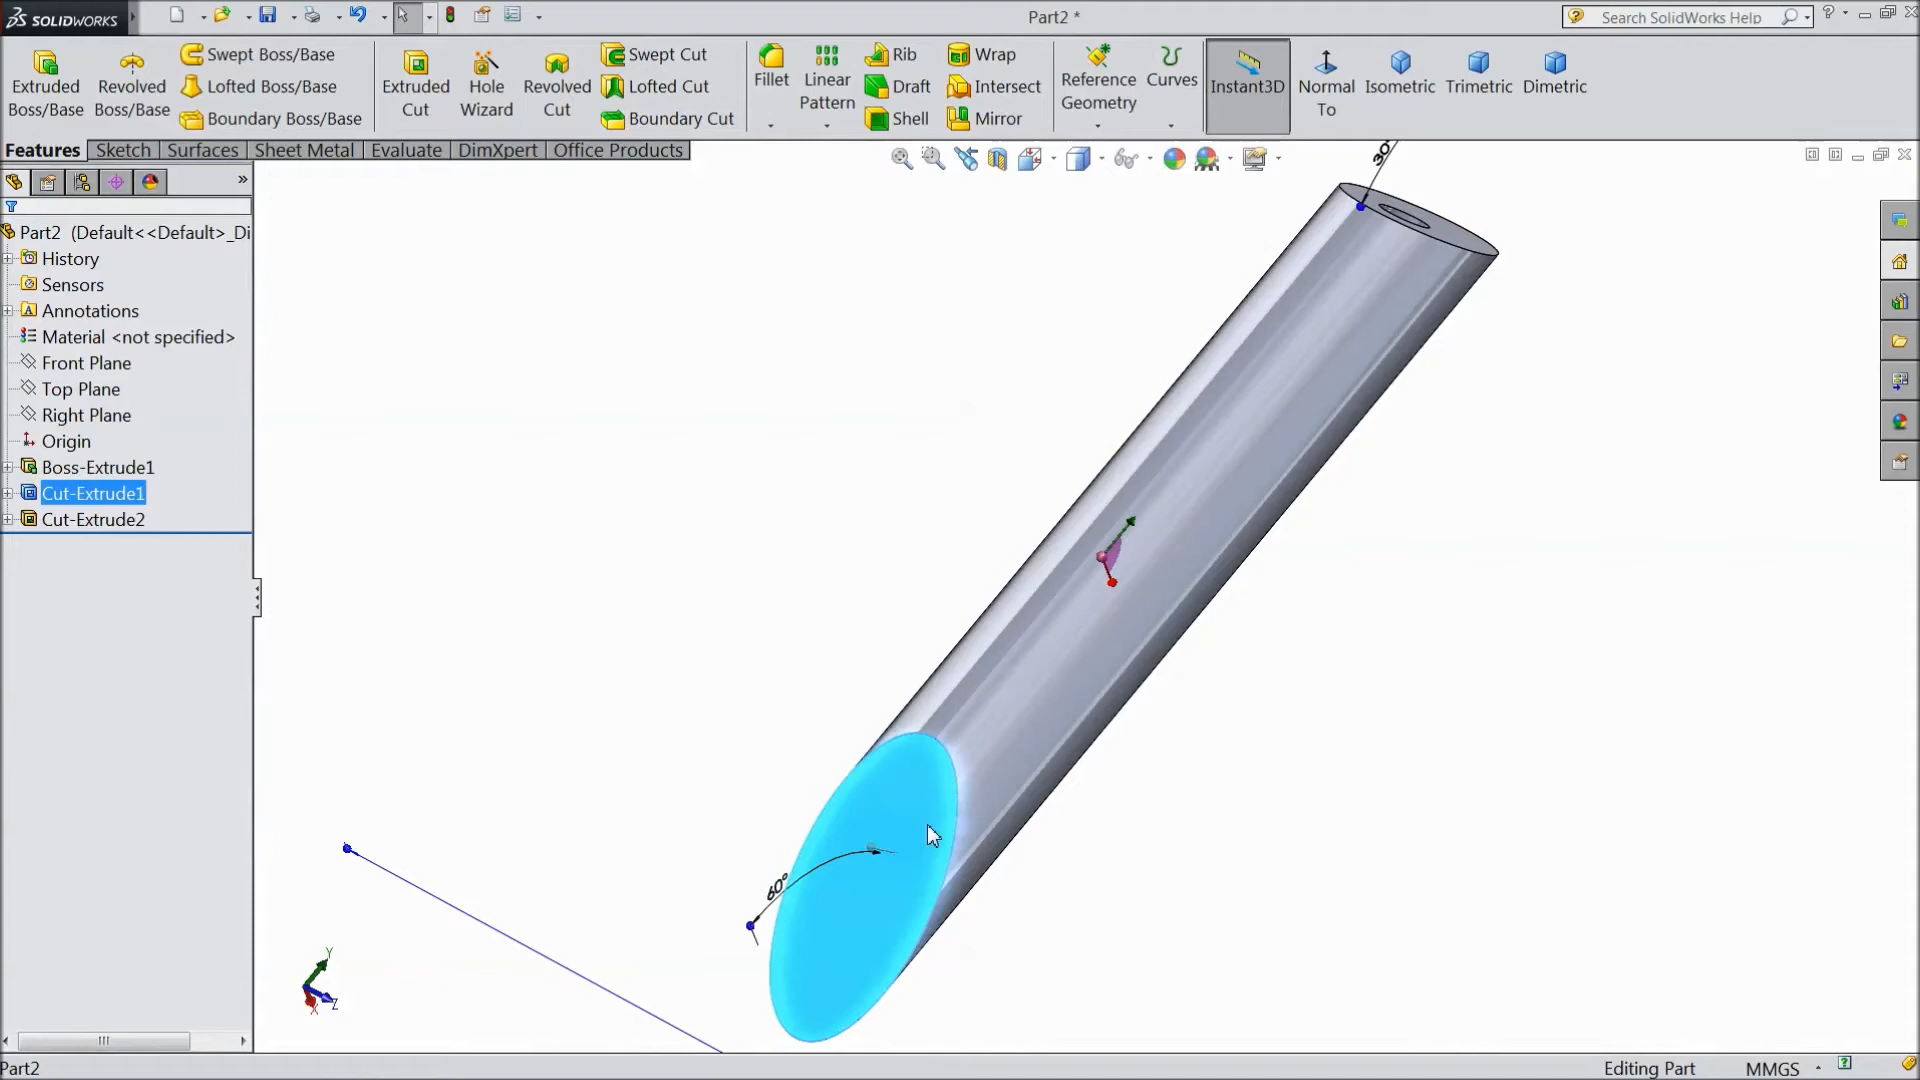 SOLIDWORKS
Part2 *
Search SolidWorks Help
Extruded Boss/Base
Revolved Boss/Base
Swept Boss/Base
Lofted Boss/Base
Boundary Boss/Base
Extruded Cut
Hole Wizard
Revolved Cut
Swept Cut
Lofted Cut
Boundary Cut
Fillet
Linear Pattern
Rib
Draft
Shell
Wrap
Intersect
Mirror
Reference Geometry
Curves
Instant3D
Normal To
Isometric
Trimetric
Dimetric
Features
Sketch
Surfaces
Sheet Metal
Evaluate
DimXpert
Office Products
Part2 (Default<<Default>_Di
History
Sensors
Annotations
Material <not specified>
Front Plane
Top Plane
Right Plane
Origin
Boss-Extrude1
Cut-Extrude1
Cut-Extrude2
30
60°
Y
X
Z
Part2
Editing Part
MMGS